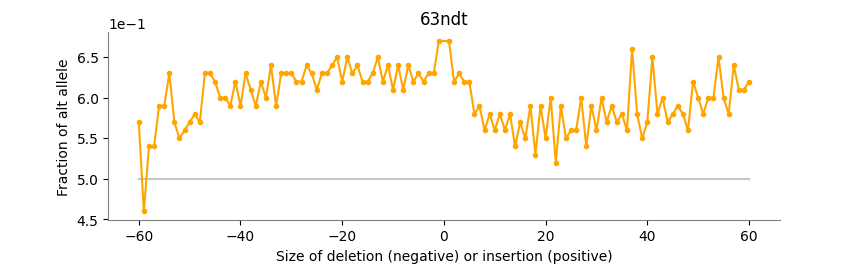 63ndt
1e−1
6.5
6.0
5.5
5.0
4.5
Fraction of alt allele
−60 −40 −20 0 20 40 60
Size of deletion (negative) or insertion (positive)